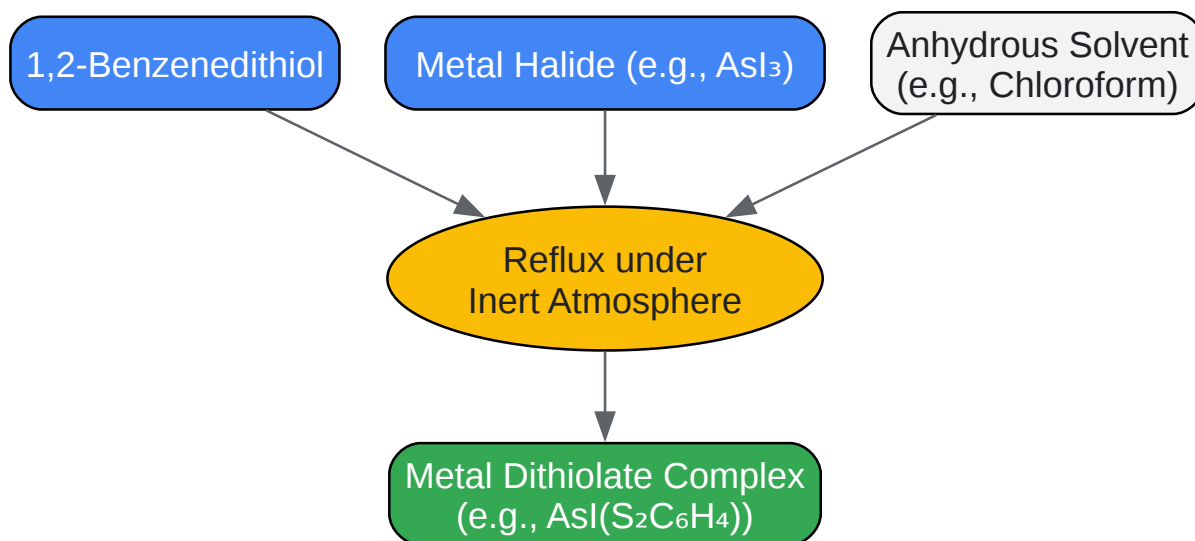 1,2-Benzenedithiol
Metal Halide (e.g., AsI₃)
Anhydrous Solvent
(e.g., Chloroform)
Reflux under
Inert Atmosphere
Metal Dithiolate Complex
(e.g., AsI(S₂C₆H₄))